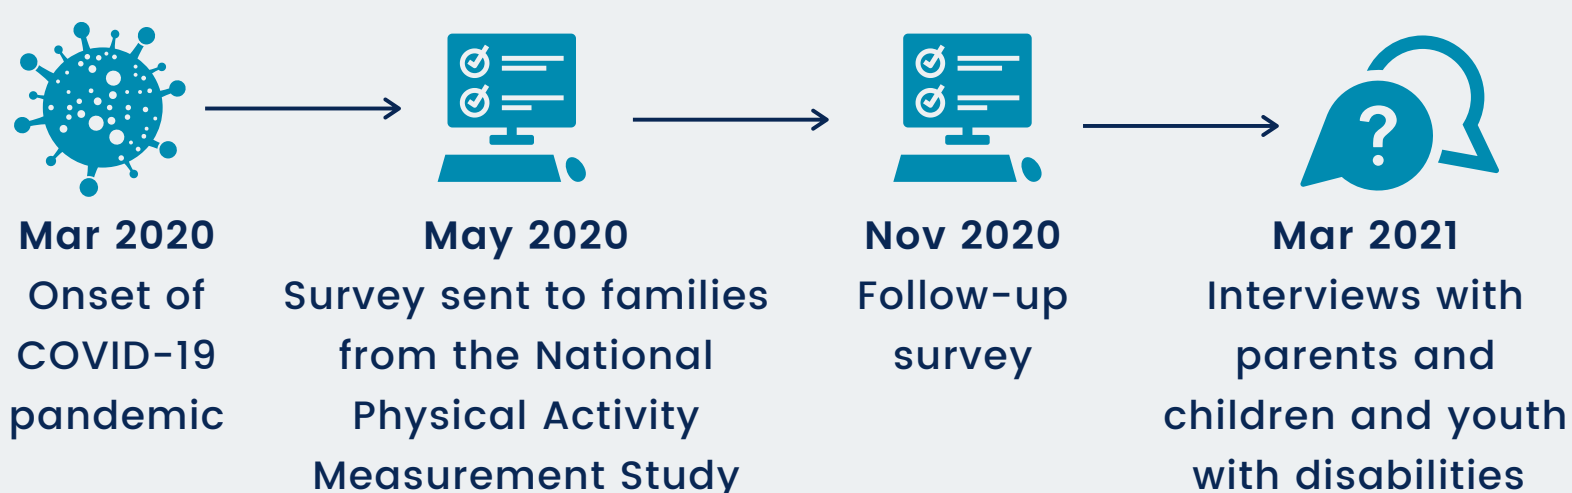 ?
Mar 2020
Onset of
COVID-19
pandemic
May 2020
Survey sent to families
from the National
Physical Activity
Measurement Study
Nov 2020
Follow-up
survey
Mar 2021
Interviews with
parents and
children and youth
with disabilities